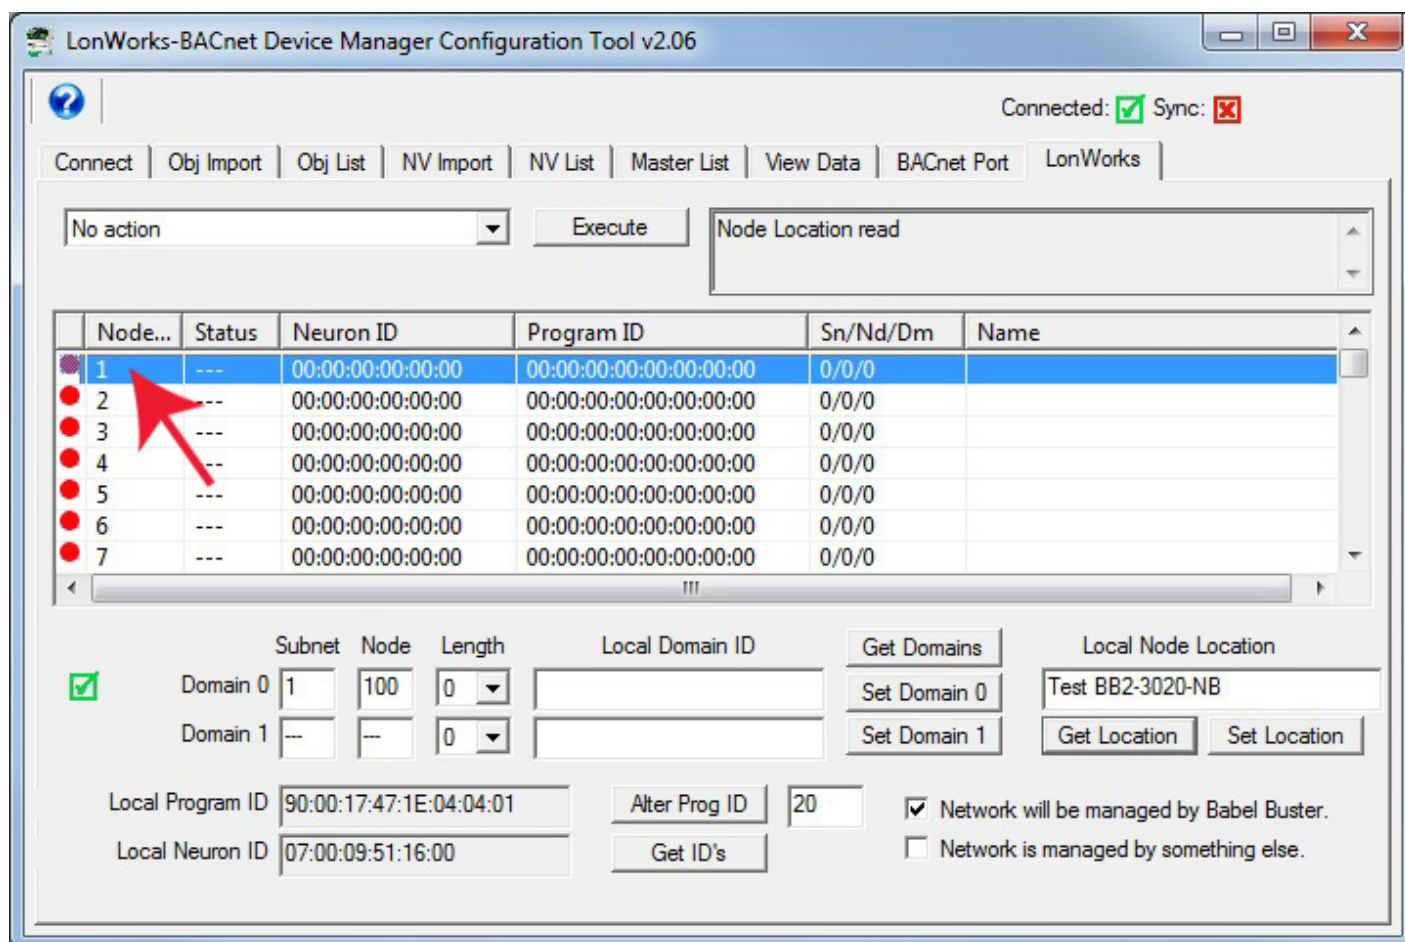 LonWorks-BACnet Device Manager Configuration Tool v2.06
Connected: Sync:
Connect Obj Import Obj List NV Import NV List Master List View Data BACnet Port LonWorks
No action Execute Node Location read
Node... Status Neuron ID Program ID Sn/Nd/Dm Name
1 --- 00:00:00:00:00:00 00:00:00:00:00:00:00:00 0/0/0
2 --- 00:00:00:00:00:00 00:00:00:00:00:00:00:00 0/0/0
3 --- 00:00:00:00:00:00 00:00:00:00:00:00:00:00 0/0/0
4 --- 00:00:00:00:00:00 00:00:00:00:00:00:00:00 0/0/0
5 --- 00:00:00:00:00:00 00:00:00:00:00:00:00:00 0/0/0
6 --- 00:00:00:00:00:00 00:00:00:00:00:00:00:00 0/0/0
7 --- 00:00:00:00:00:00 00:00:00:00:00:00:00:00 0/0/0
Subnet Node Length Local Domain ID Get Domains Local Node Location
Domain 0 1 100 0 Set Domain 0 Test BB2-3020-NB
Domain 1 --- --- 0 Set Domain 1 Get Location Set Location
Local Program ID 90:00:17:47:1E:04:04:01 Alter Prog ID 20 Network will be managed by Babel Buster.
Local Neuron ID 07:00:09:51:16:00 Get ID's Network is managed by something else.